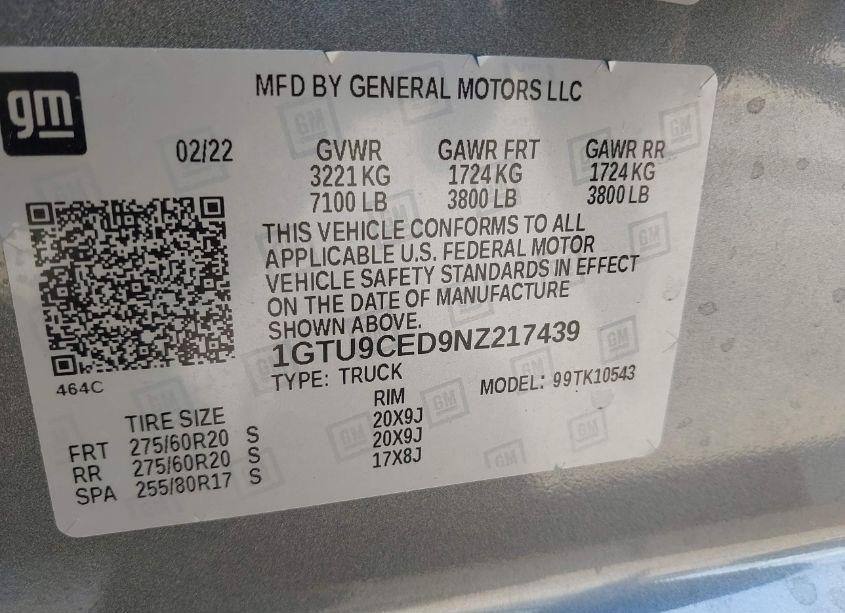 gm
MFD BY GENERAL MOTORS LLC
02/22 GVWR GAWR FRT GAWR RR
3221 KG 1724 KG 1724 KG
7100 LB 3800 LB 3800 LB
THIS VEHICLE CONFORMS TO ALL
APPLICABLE U.S. FEDERAL MOTOR
VEHICLE SAFETY STANDARDS IN EFFECT
ON THE DATE OF MANUFACTURE
SHOWN ABOVE.
1GTU9CED9NZ217439
464C
TYPE: TRUCK MODEL: 99TK10543
TIRE SIZE RIM
FRT 275/60R20 S 20X9J
RR 275/60R20 S 20X9J
SPA 255/80R17 S 17X8J